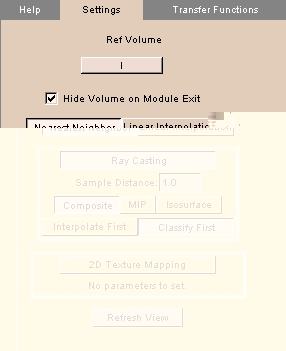 Help Settings Transfer Functions
Ref Volume
I
Hide Volume on Module Exit
Nearest Neighbor Linear Interpolatio
Ray Casting
Sample Distance: 1.0
Composite MIP Isosurface
Interpolate First Classify First
2D Texture Mapping
No parameters to set.
Refresh View